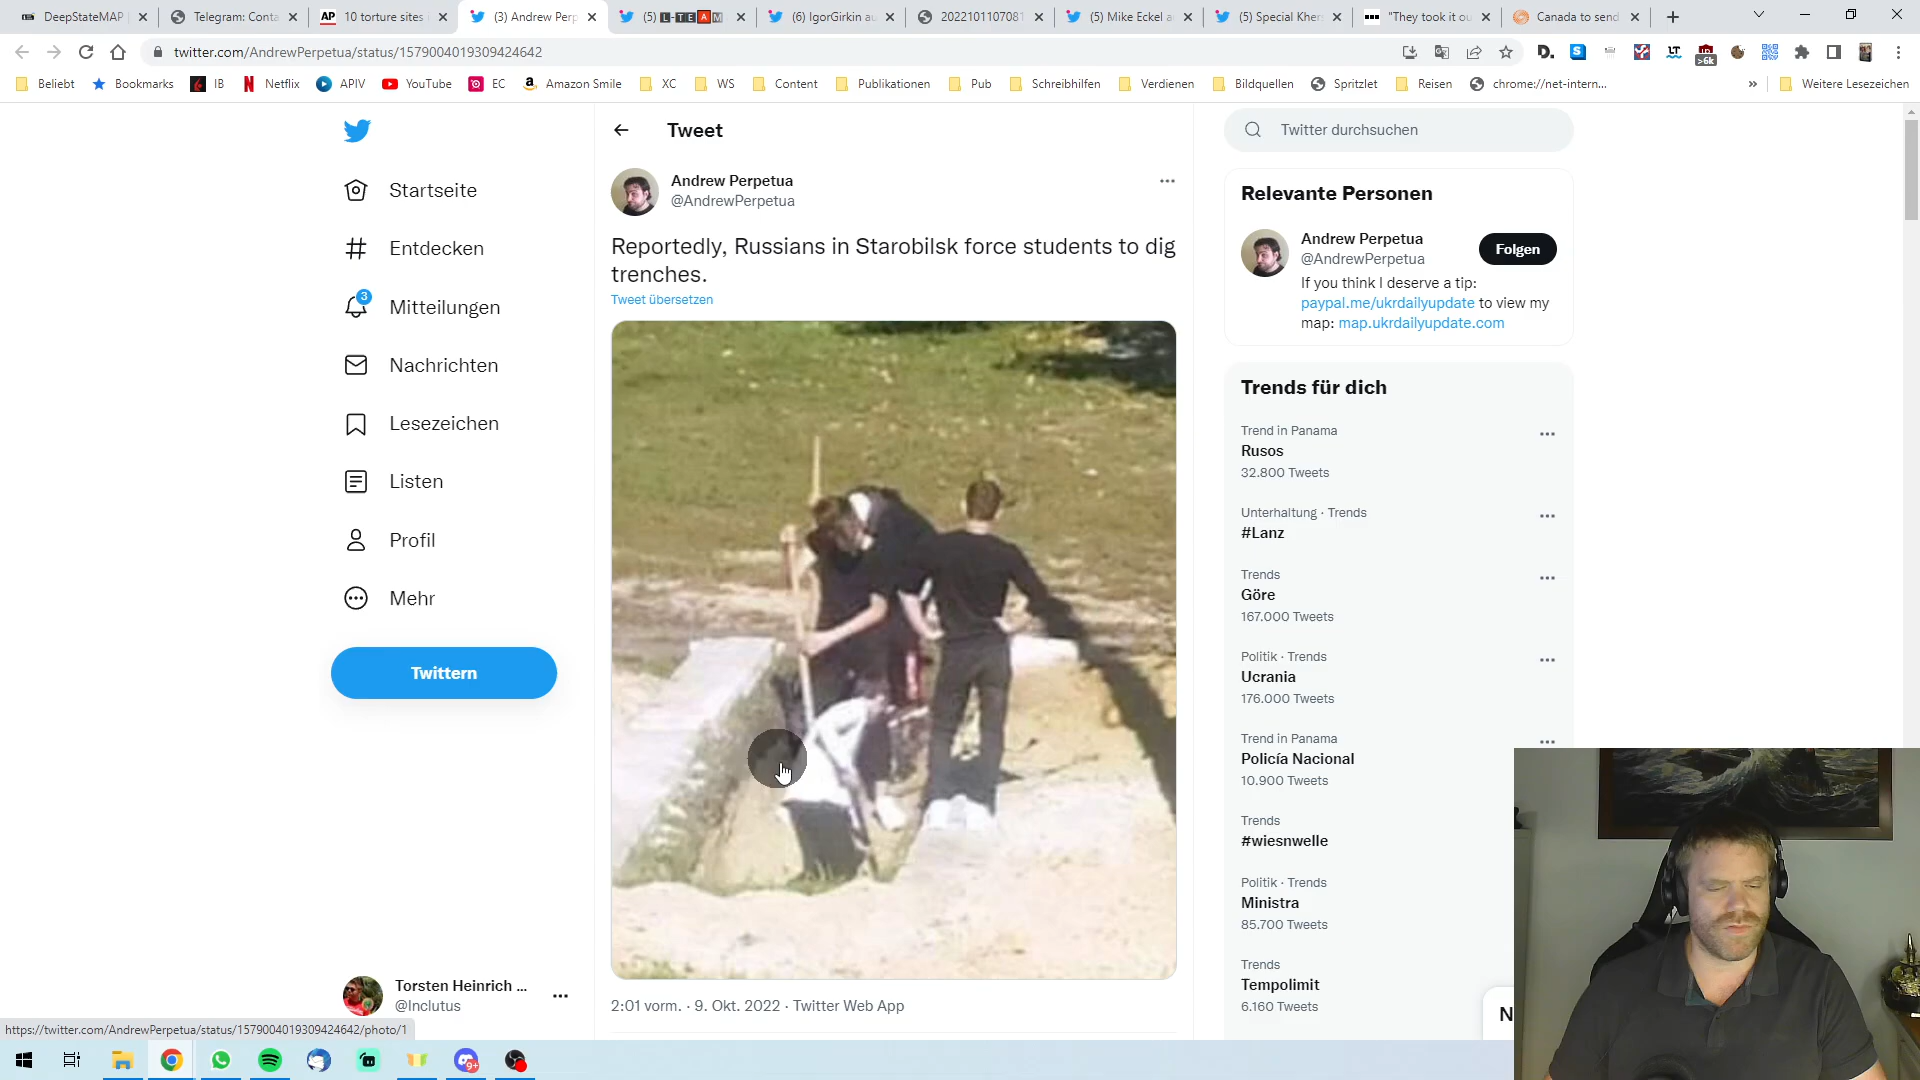 DeepStateMAP
Telegram: Conta
10 torture sites
(3) Andrew Perp
(5) L-TEAM
(6) IgorGirkin au
2022101107081
(5) Mike Eckel a
(5) Special Kher
"They took it ou
Canada to send
twitter.com/AndrewPerpetua/status/1579004019309424642
Beliebt
Bookmarks
IB
Netflix
APIV
YouTube
EC
Amazon Smile
XC
WS
Content
Publikationen
Pub
Schreibhilfen
Verdienen
Bildquellen
Spritzlet
Reisen
chrome://net-intern...
Weitere Lesezeichen
Startseite
Entdecken
3
Mitteilungen
Nachrichten
Lesezeichen
Listen
Profil
Mehr
Twittern
Torsten Heinrich ...
@Inclutus
Tweet
Andrew Perpetua
@AndrewPerpetua
Reportedly, Russians in Starobilsk force students to dig
trenches.
Tweet übersetzen
2:01 vorm. · 9. Okt. 2022 · Twitter Web App
Twitter durchsuchen
Relevante Personen
Andrew Perpetua
@AndrewPerpetua
Folgen
If you think I deserve a tip:
paypal.me/ukrdailyupdate to view my
map: map.ukrdailyupdate.com
Trends für dich
Trend in Panama
Rusos
32.800 Tweets
Unterhaltung · Trends
#Lanz
Trends
Göre
167.000 Tweets
Politik · Trends
Ucrania
176.000 Tweets
Trend in Panama
Policía Nacional
10.900 Tweets
Trends
#wiesnwelle
Politik · Trends
Ministra
85.700 Tweets
Trends
Tempolimit
6.160 Tweets
N
https://twitter.com/AndrewPerpetua/status/1579004019309424642/photo/1